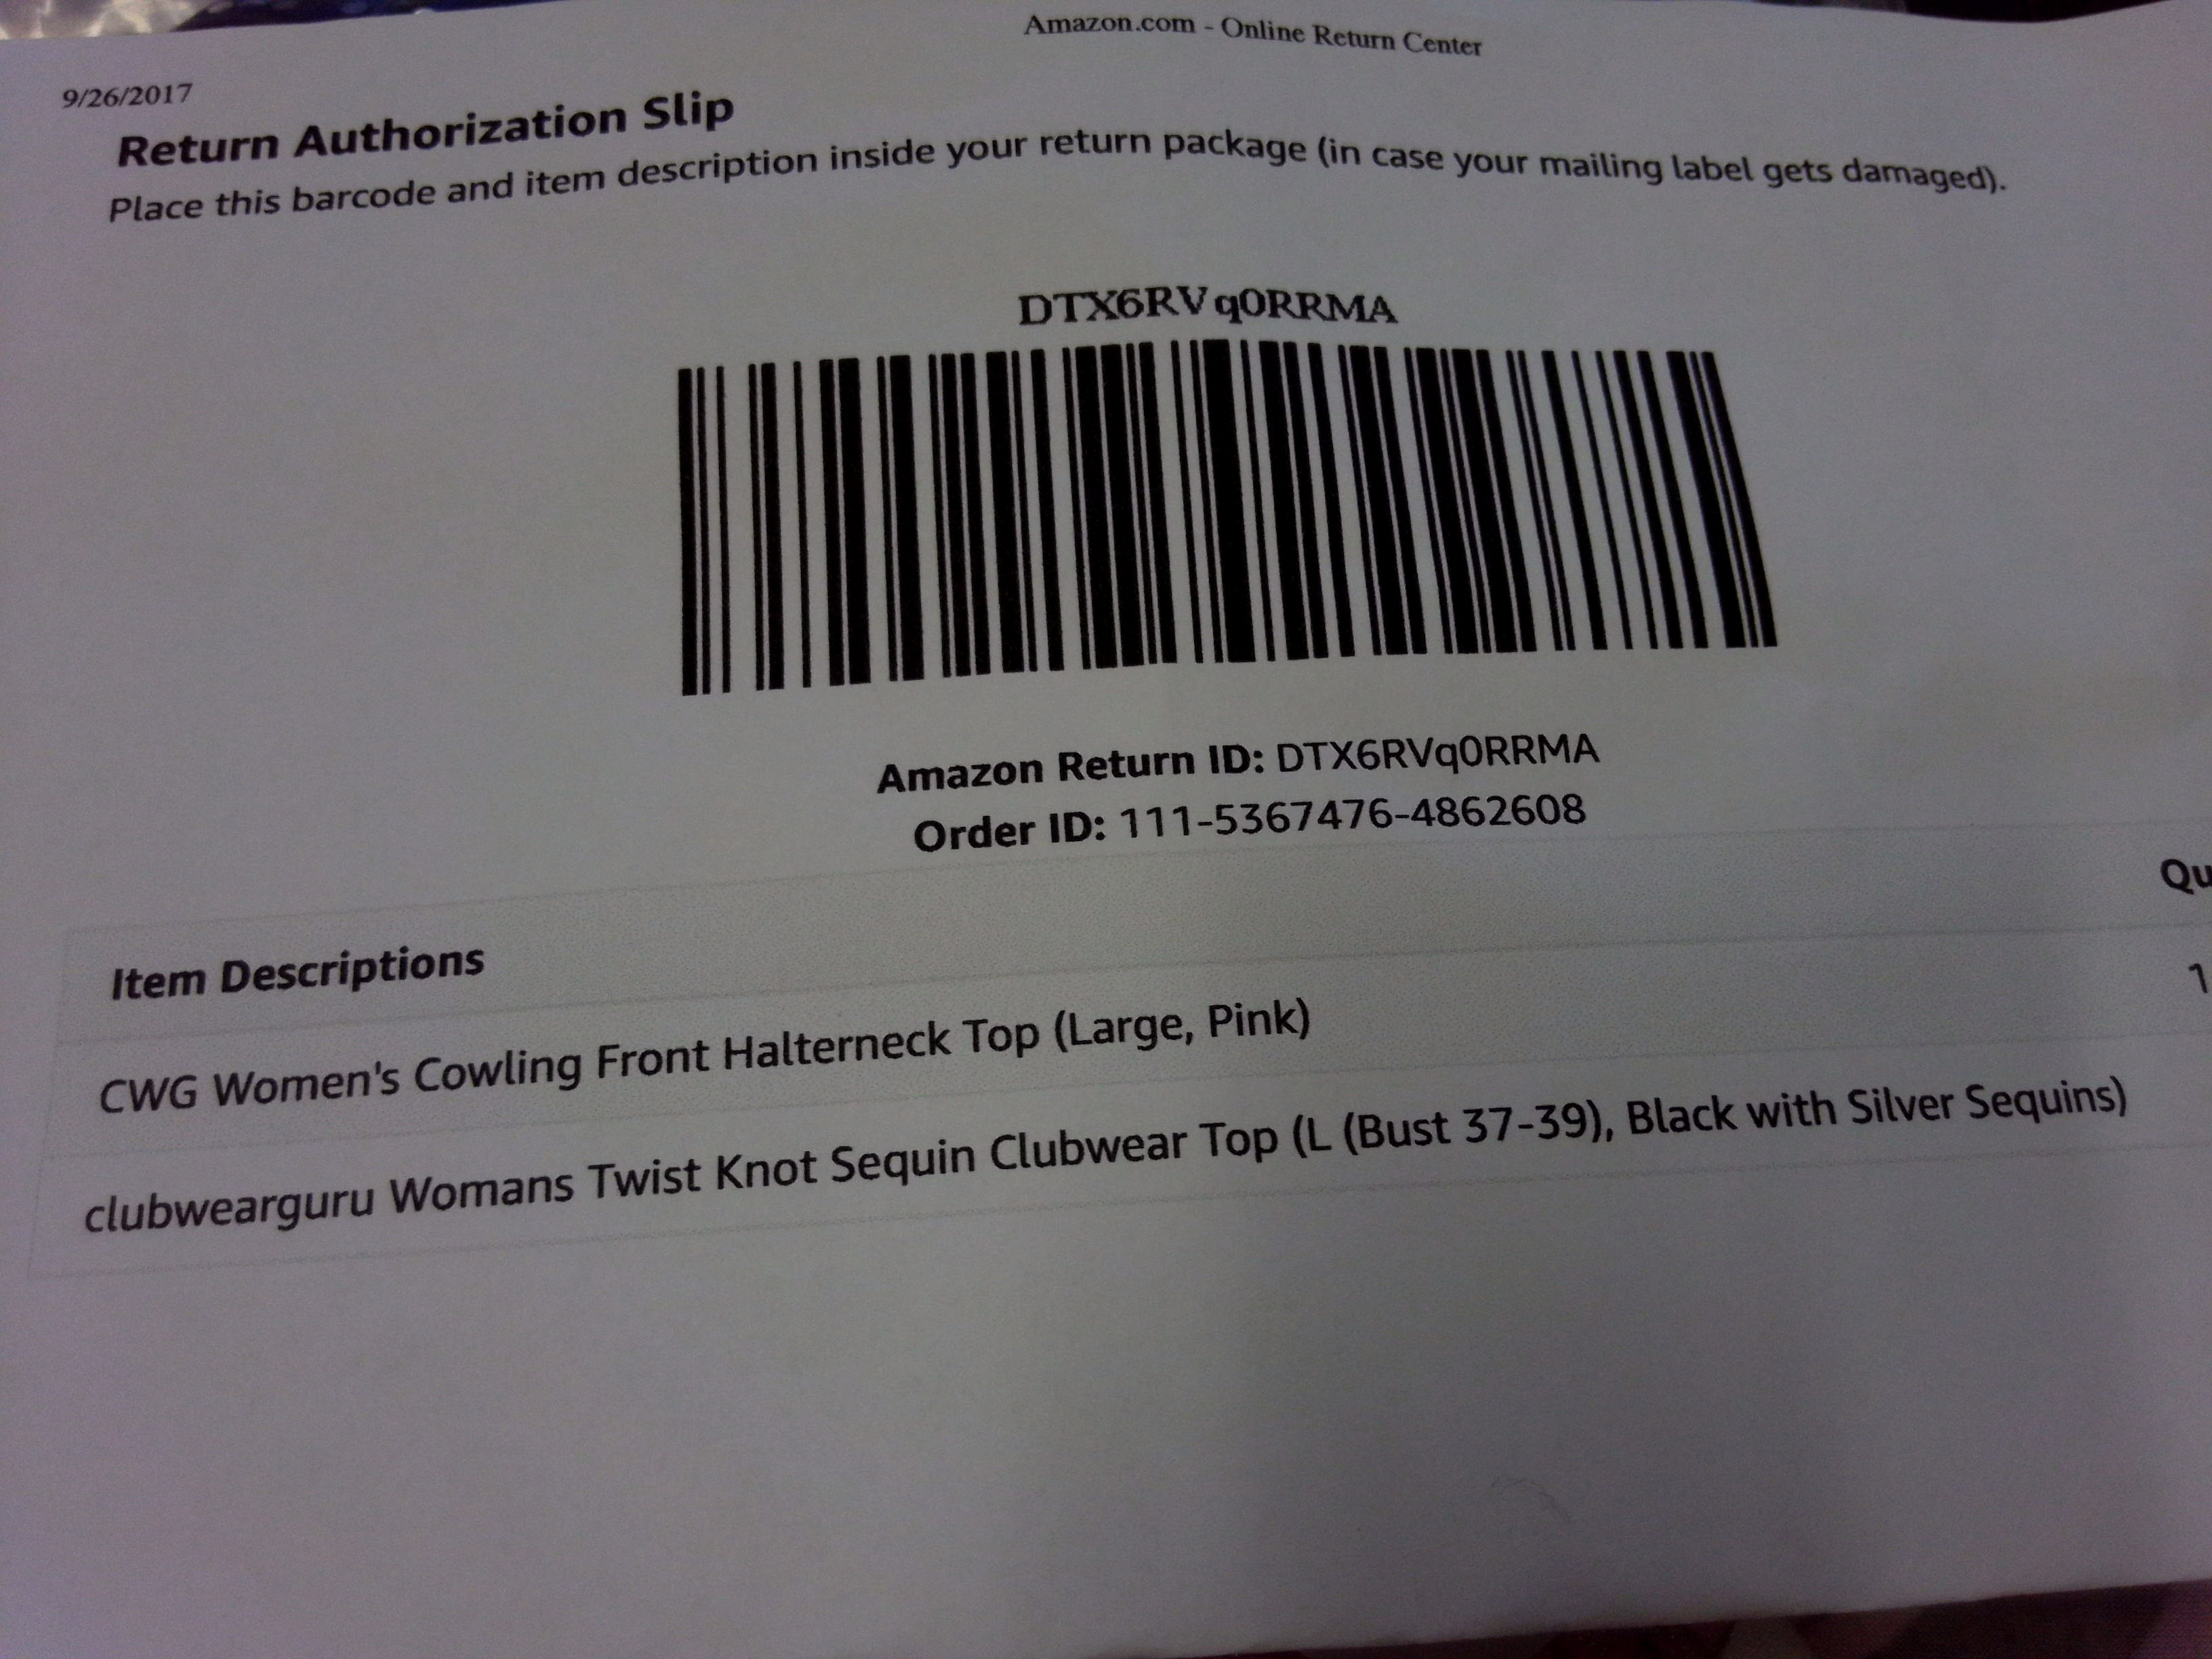 Amazon.com - Online Return Center
9/26/2017
Return Authorization Slip
Place this barcode and item description inside your return package (in case your mailing label gets damaged).
DTX6RVq0RRMA
Amazon Return ID: DTX6RVq0RRMA
Order ID: 111-5367476-4862608
Item Descriptions
CWG Women's Cowling Front Halterneck Top (Large, Pink) 1
clubwearguru Womans Twist Knot Sequin Clubwear Top (L (Bust 37-39), Black with Silver Sequins)